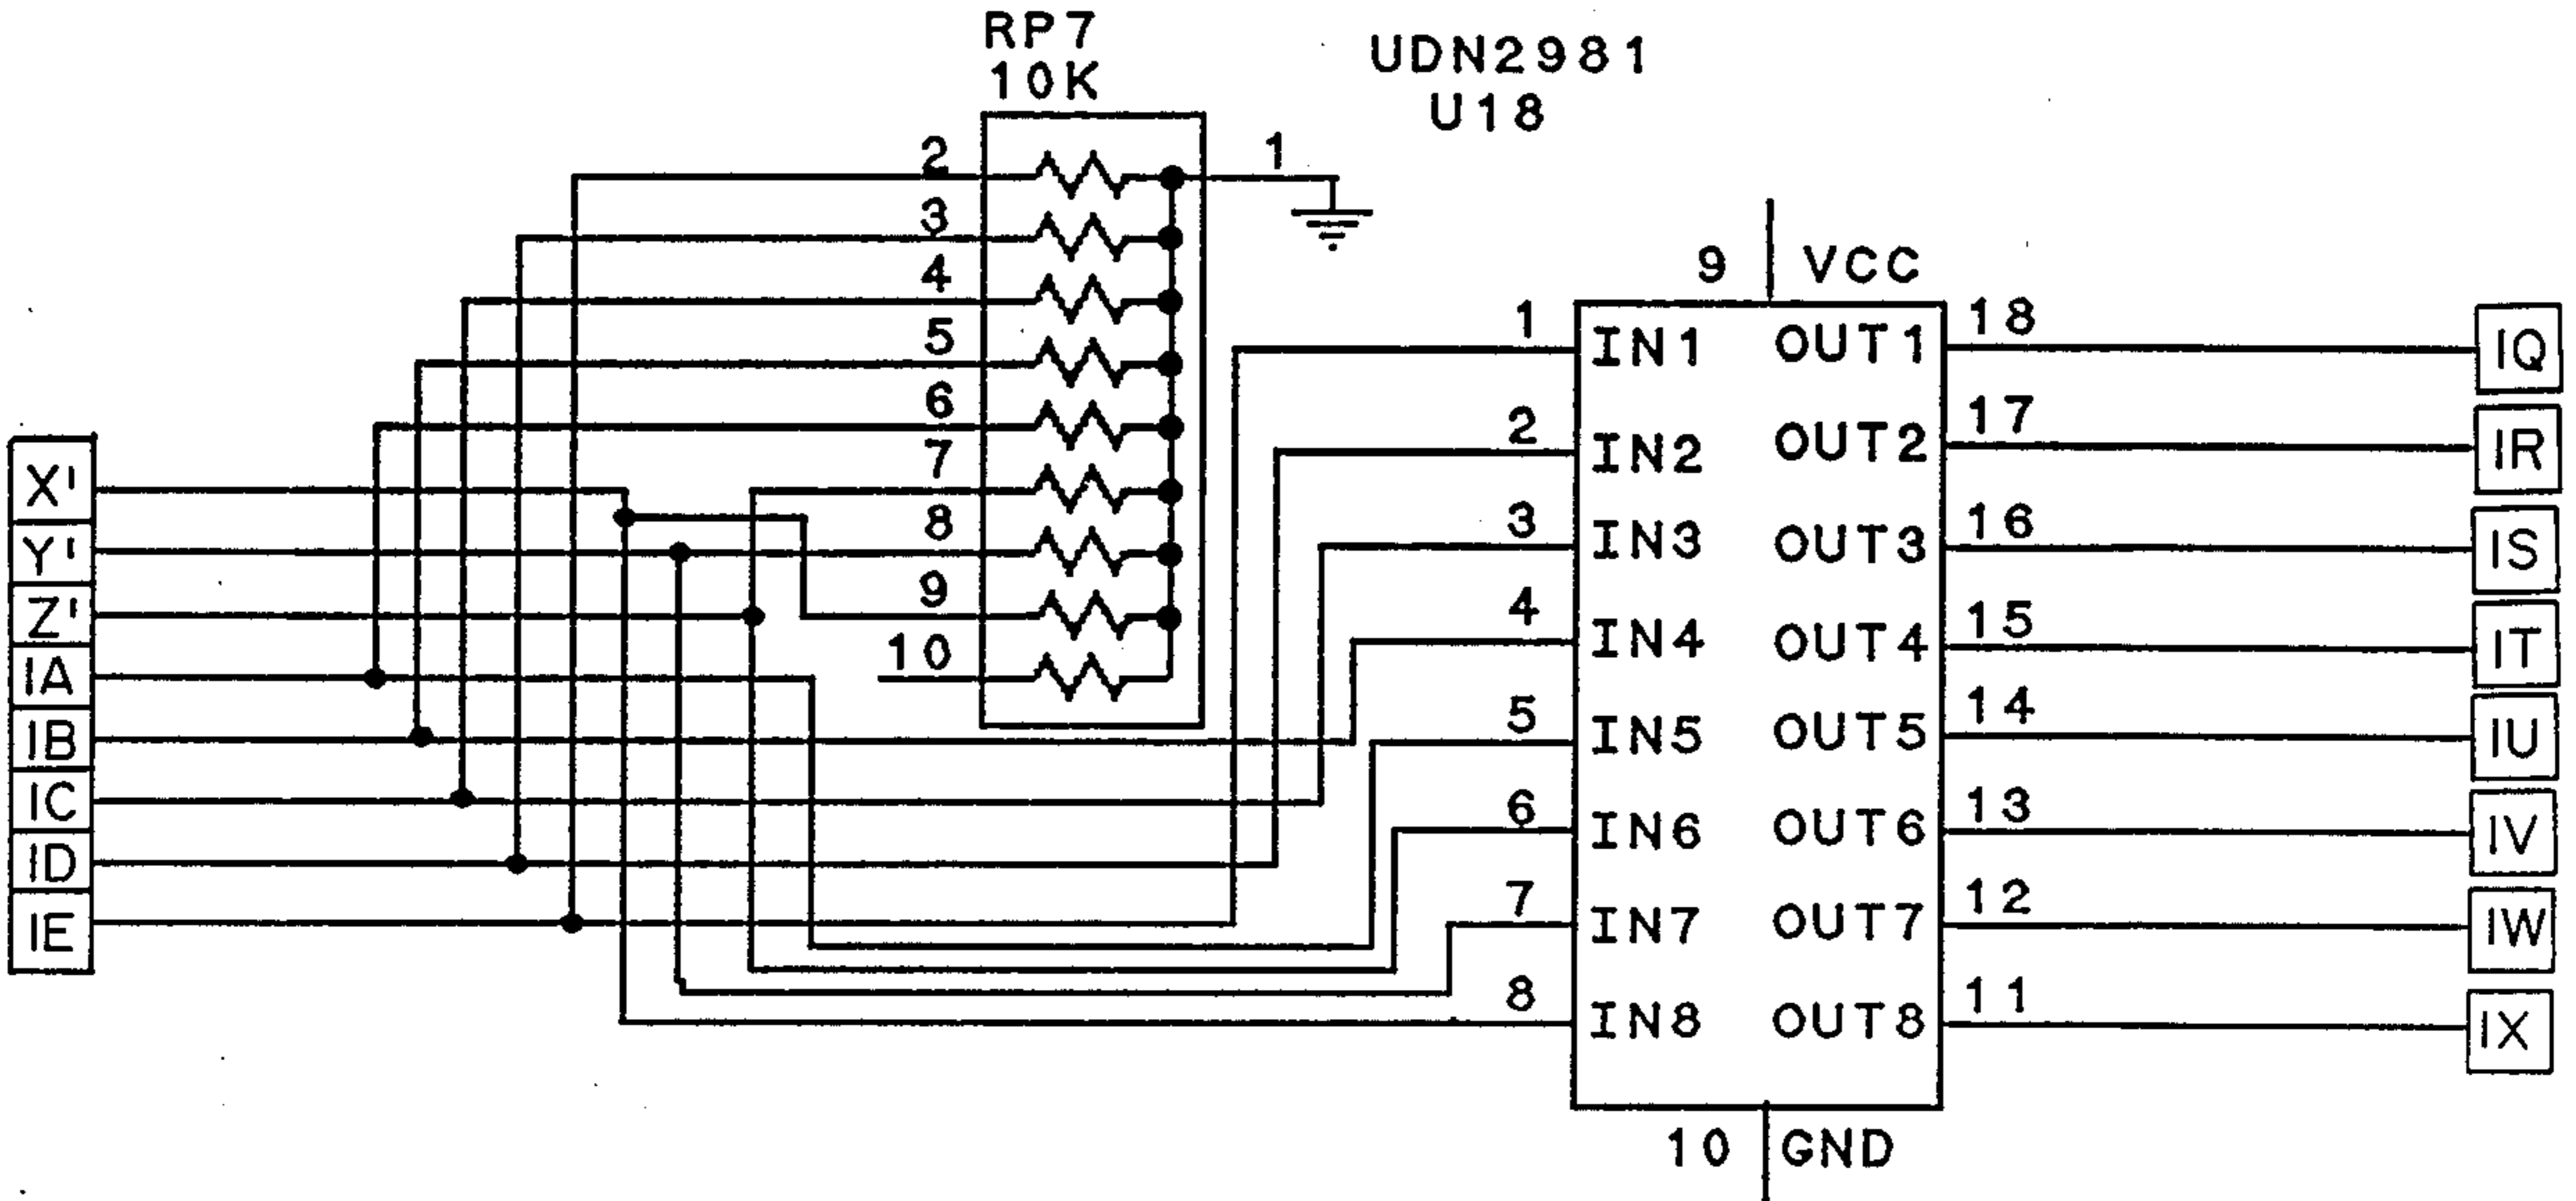 RP7
10K
UDN2981
U18
2
3
4
5
6
7
8
9
10
1
X'
Y'
Z'
IA
IB
IC
ID
IE
9 VCC
1 IN1 OUT1 18 IQ
2 IN2 OUT2 17 IR
3 IN3 OUT3 16 IS
4 IN4 OUT4 15 IT
5 IN5 OUT5 14 IU
6 IN6 OUT6 13 IV
7 IN7 OUT7 12 IW
8 IN8 OUT8 11 IX
10 GND